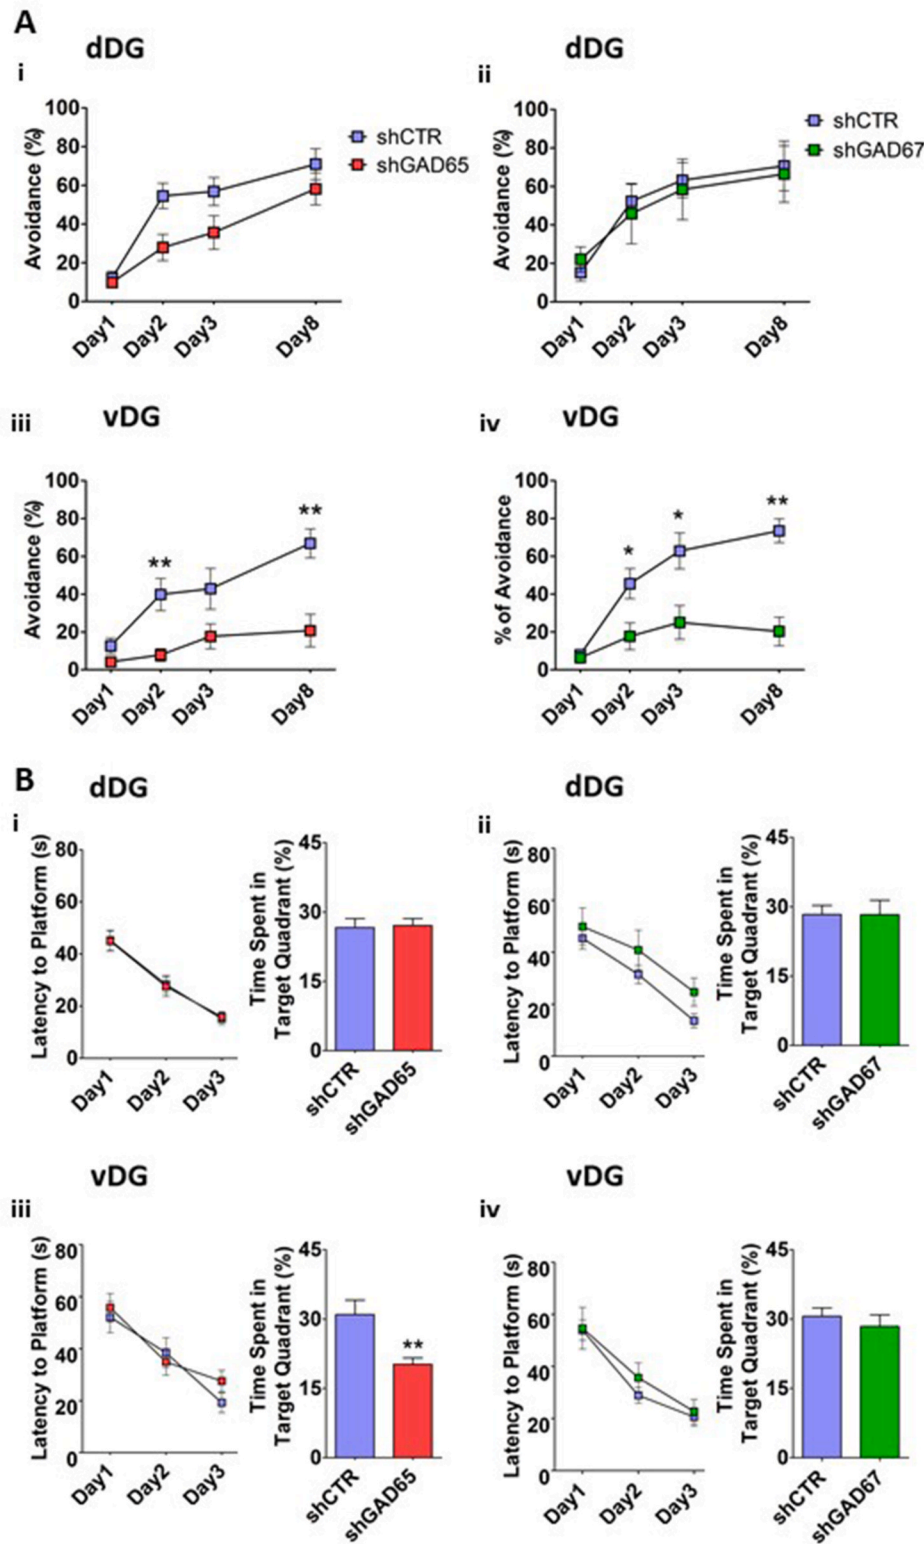 A
dDG
dDG
i
ii
Avoidance (%)
100
80
60
40
20
0
Day1
Day2
Day3
Day8
shCTR
shGAD65
Avoidance (%)
100
80
60
40
20
0
Day1
Day2
Day3
Day8
shCTR
shGAD67
iii
vDG
iv
vDG
Avoidance (%)
100
80
60
40
20
0
**
**
Day1
Day2
Day3
Day8
% of Avoidance
100
80
60
40
20
0
*
*
**
Day1
Day2
Day3
Day8
B
dDG
dDG
i
ii
Latency to Platform (s)
80
60
40
20
0
Day1
Day2
Day3
Time Spent in
Target Quadrant (%)
45
30
15
0
shCTR
shGAD65
Latency to Platform (s)
80
60
40
20
0
Day1
Day2
Day3
Time Spent in
Target Quadrant (%)
45
30
15
0
shCTR
shGAD67
vDG
vDG
iii
iv
Latency to Platform (s)
80
60
40
20
0
Day1
Day2
Day3
Time Spent in
Target Quadrant (%)
45
30
15
0
**
shCTR
shGAD65
Latency to Platform (s)
80
60
40
20
0
Day1
Day2
Day3
Time Spent in
Target Quadrant (%)
45
30
15
0
shCTR
shGAD67